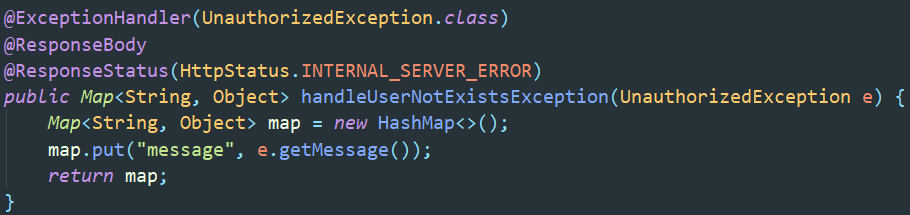 @ExceptionHandler(UnauthorizedException.class)
@ResponseBody
@ResponseStatus(HttpStatus.INTERNAL_SERVER_ERROR)
public Map<String, Object> handleUserNotExistsException(UnauthorizedException e) {
    Map<String, Object> map = new HashMap<>();
    map.put("message", e.getMessage());
    return map;
}